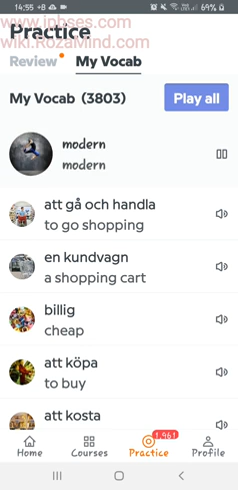 14:55 +B
69%
www.jobses.com
Practice
wiki.RozaMind.com
Review
My Vocab
My Vocab (3803)
Play all
modern
modern
att gå och handla
to go shopping
en kundvagn
a shopping cart
billig
cheap
att köpa
to buy
att kosta
1,961
Home
Courses
Practice
Profile